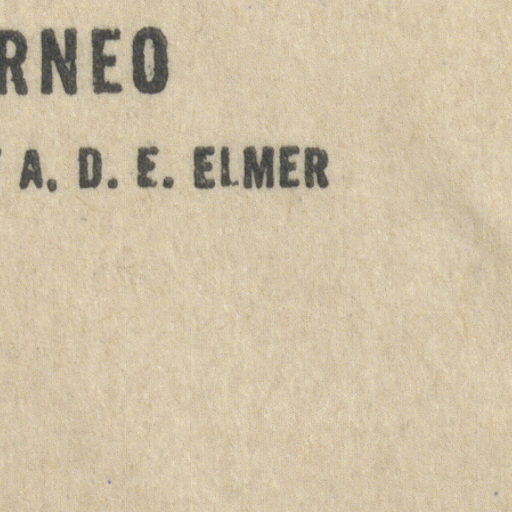 RNEO
A. D. E. ELMER